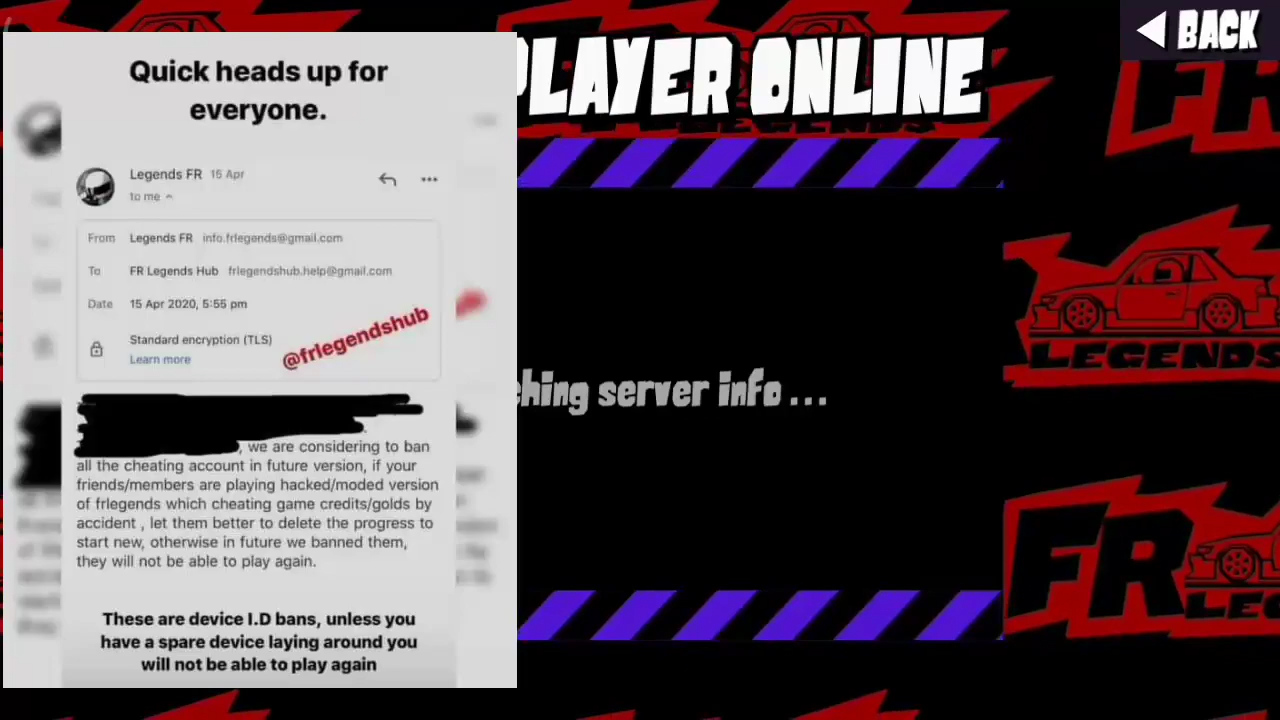 Quick heads up for
everyone.
Legends FR 15 Apr
to me
From Legends FR info.frlegends@gmail.com
To FR Legends Hub frlegendshub.help@gmail.com
Date 15 Apr 2020, 5:55 pm
Standard encryption (TLS)
Learn more
@frlegendshub
, we are considering to ban
all the cheating account in future version, if your
friends/members are playing hacked/moded version
of frlegends which cheating game credits/golds by
accident , let them better to delete the progress to
start new, otherwise in future we banned them,
they will not be able to play again.
These are device I.D bans, unless you
have a spare device laying around you
will not be able to play again
PLAYER ONLINE
LEGENDS
hing server info ...
BACK
FR
LEGENDS
FR
LEG